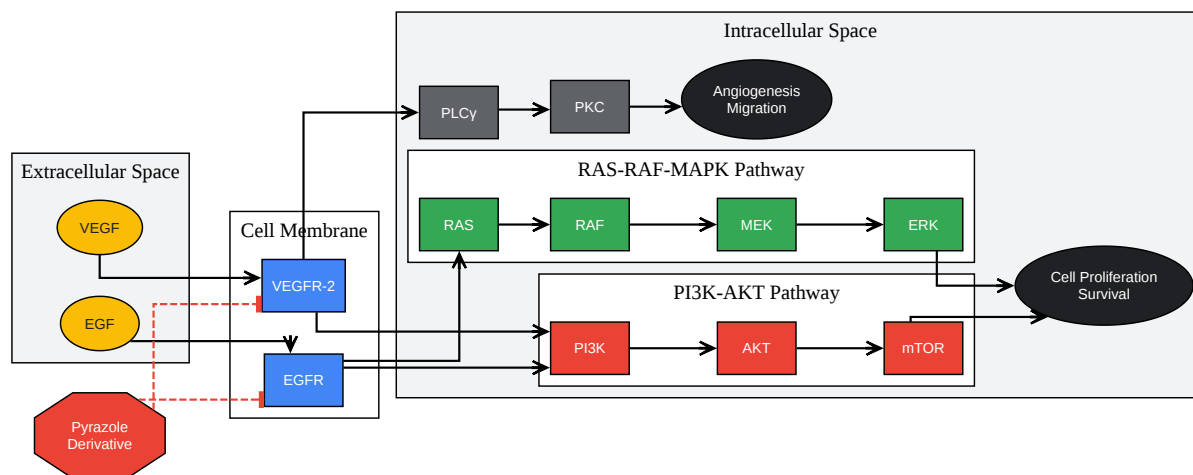 Intracellular Space
PLCγ
PKC
Angiogenesis
Migration
Extracellular Space
VEGF
EGF
Cell Membrane
VEGFR-2
EGFR
RAS-RAF-MAPK Pathway
RAS
RAF
MEK
ERK
PI3K-AKT Pathway
PI3K
AKT
mTOR
Cell Proliferation
Survival
Pyrazole
Derivative